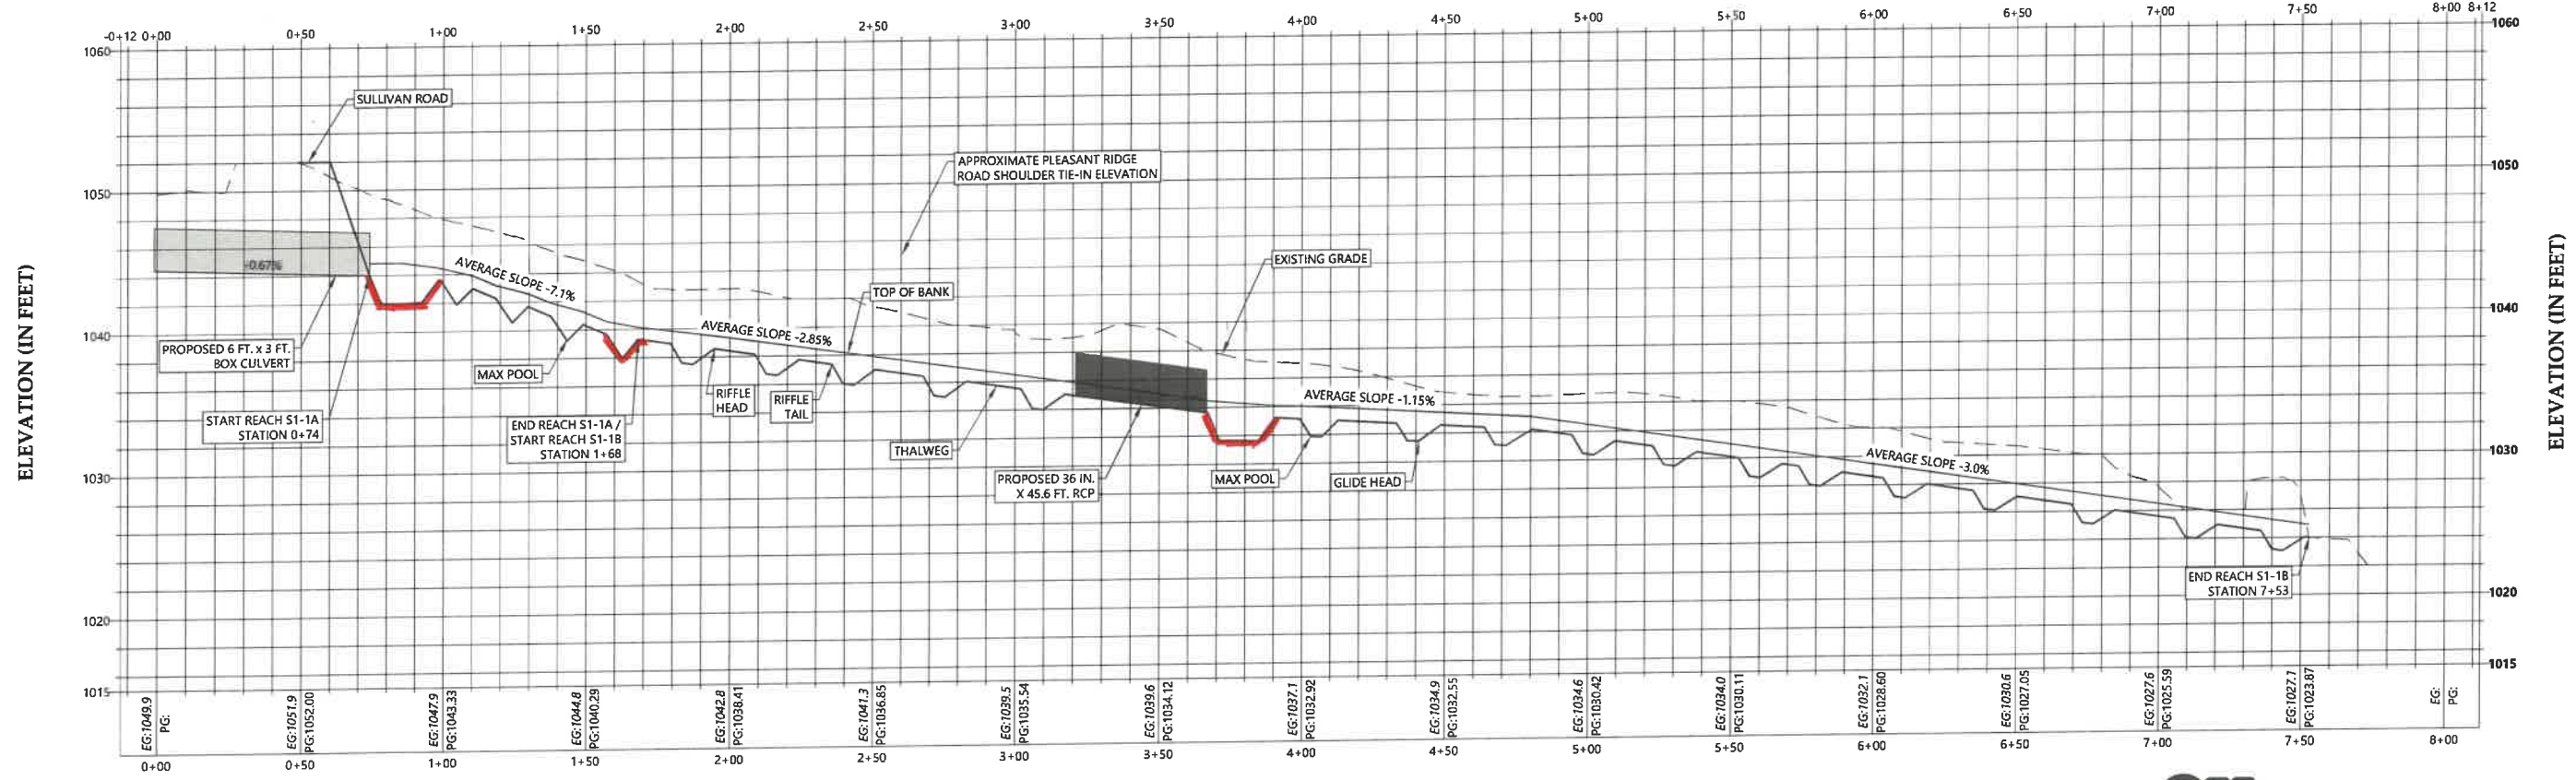 -0+12 0+00 0+50 1+00 1+50 2+00 2+50 3+00 3+50 4+00 4+50 5+00 5+50 6+00 6+50 7+00 7+50 8+00 8+12
1060 1060
SULLIVAN ROAD
APPROXIMATE PLEASANT RIDGE
ROAD SHOULDER TIE-IN ELEVATION
1050 1050
ELEVATION (IN FEET)
ELEVATION (IN FEET)
-0.67%
AVERAGE SLOPE -7.1%
EXISTING GRADE
TOP OF BANK
1040 1040
AVERAGE SLOPE -2.85%
PROPOSED 6 FT. x 3 FT.
BOX CULVERT
MAX POOL
RIFFLE
HEAD
RIFFLE
TAIL
AVERAGE SLOPE -1.15%
START REACH S1-1A
STATION 0+74
END REACH S1-1A /
START REACH S1-1B
STATION 1+68
THALWEG
PROPOSED 36 IN.
X 45.6 FT. RCP
MAX POOL
GLIDE HEAD
AVERAGE SLOPE -3.0%
1030 1030
END REACH S1-1B
STATION 7+53
1020 1020
1015 1015
EG:1049.9
PG:
EG:1051.9
PG:1052.00
EG:1047.9
PG:1043.33
EG:1044.8
PG:1040.29
EG:1042.8
PG:1038.41
EG:1041.3
PG:1036.85
EG:1039.5
PG:1035.54
EG:1039.6
PG:1034.12
EG:1037.1
PG:1032.92
EG:1034.9
PG:1032.55
EG:1034.6
PG:1030.42
EG:1034.0
PG:1030.11
EG:1032.1
PG:1028.60
EG:1030.6
PG:1027.05
EG:1027.6
PG:1025.59
EG:1027.1
PG:1023.87
EG:
PG:
0+00 0+50 1+00 1+50 2+00 2+50 3+00 3+50 4+00 4+50 5+00 5+50 6+00 6+50 7+00 7+50 8+00